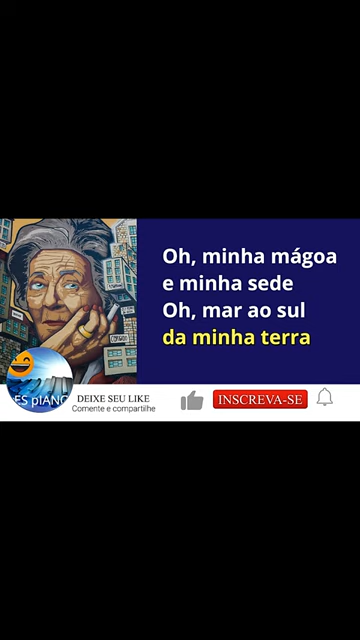 Oh, minha mágoa
e minha sede
Oh, mar ao sul
da minha terra
ES pIANO
DEIXE SEU LIKE
Comente e compartilhe
INSCREVA-SE